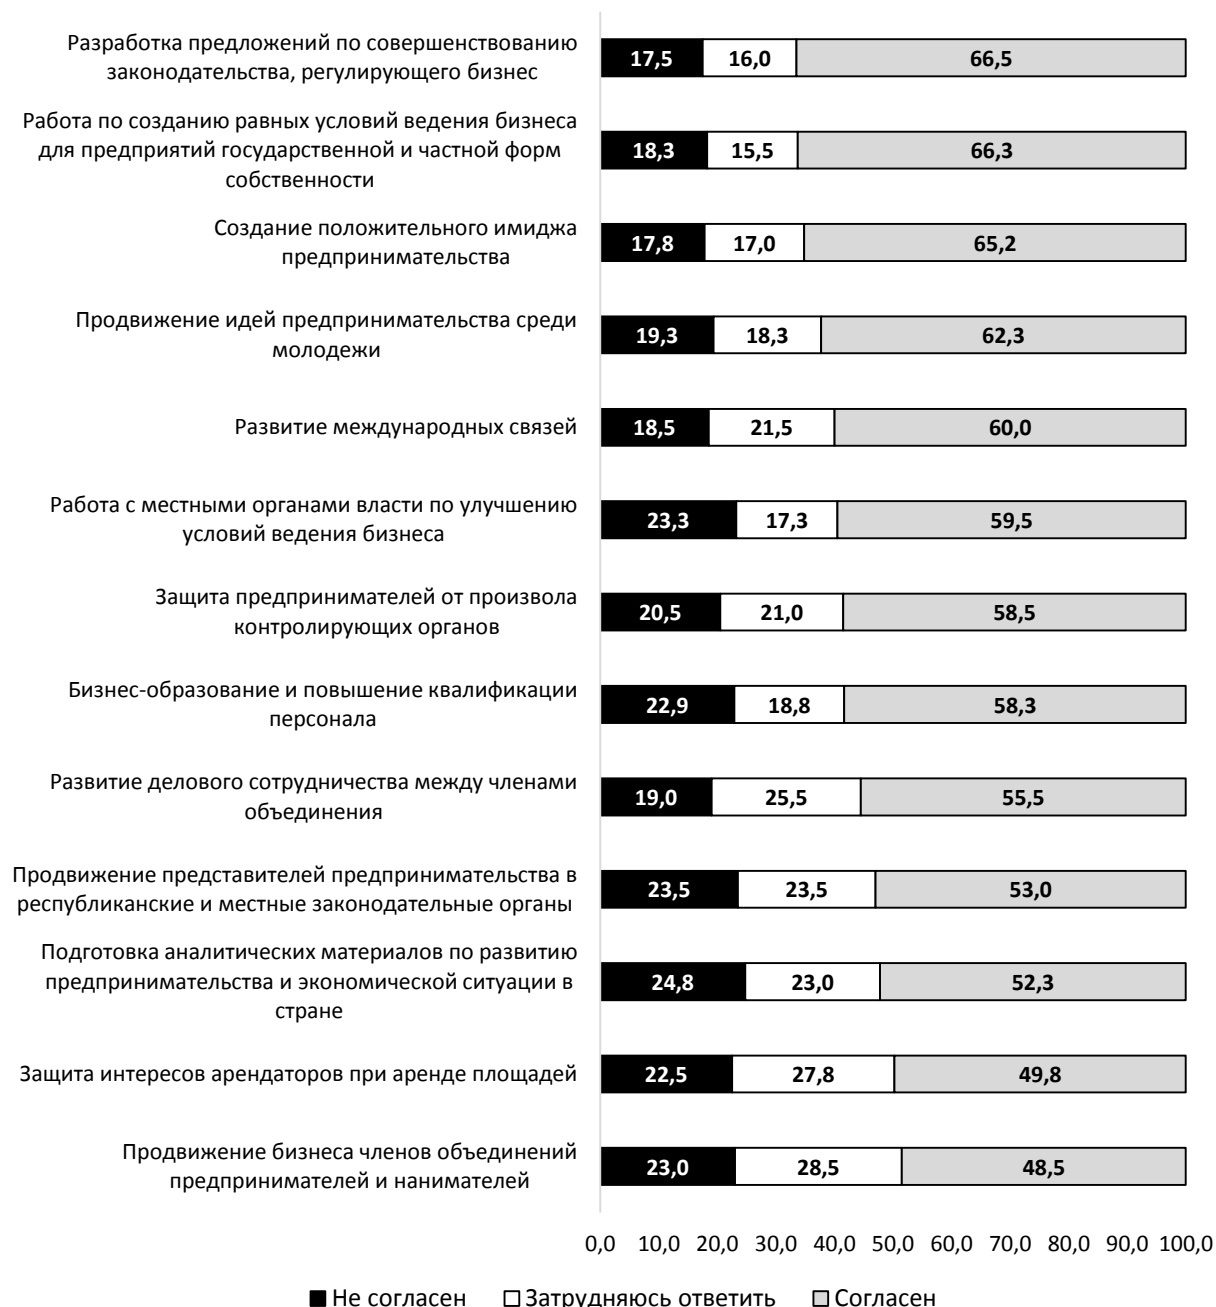 Разработка предложений по совершенствованию
законодательства, регулирующего бизнес
17,5 16,0 66,5
Работа по созданию равных условий ведения бизнеса
для предприятий государственной и частной форм
собственности
18,3 15,5 66,3
Создание положительного имиджа
предпринимательства
17,8 17,0 65,2
Продвижение идей предпринимательства среди
молодежи
19,3 18,3 62,3
Развитие международных связей
18,5 21,5 60,0
Работа с местными органами власти по улучшению
условий ведения бизнеса
23,3 17,3 59,5
Защита предпринимателей от произвола
контролирующих органов
20,5 21,0 58,5
Бизнес-образование и повышение квалификации
персонала
22,9 18,8 58,3
Развитие делового сотрудничества между членами
объединения
19,0 25,5 55,5
Продвижение представителей предпринимательства в
республиканские и местные законодательные органы
23,5 23,5 53,0
Подготовка аналитических материалов по развитию
предпринимательства и экономической ситуации в
стране
24,8 23,0 52,3
Защита интересов арендаторов при аренде площадей
22,5 27,8 49,8
Продвижение бизнеса членов объединений
предпринимателей и нанимателей
23,0 28,5 48,5
0,0 10,0 20,0 30,0 40,0 50,0 60,0 70,0 80,0 90,0 100,0
Не согласен Затрудняюсь ответить Согласен